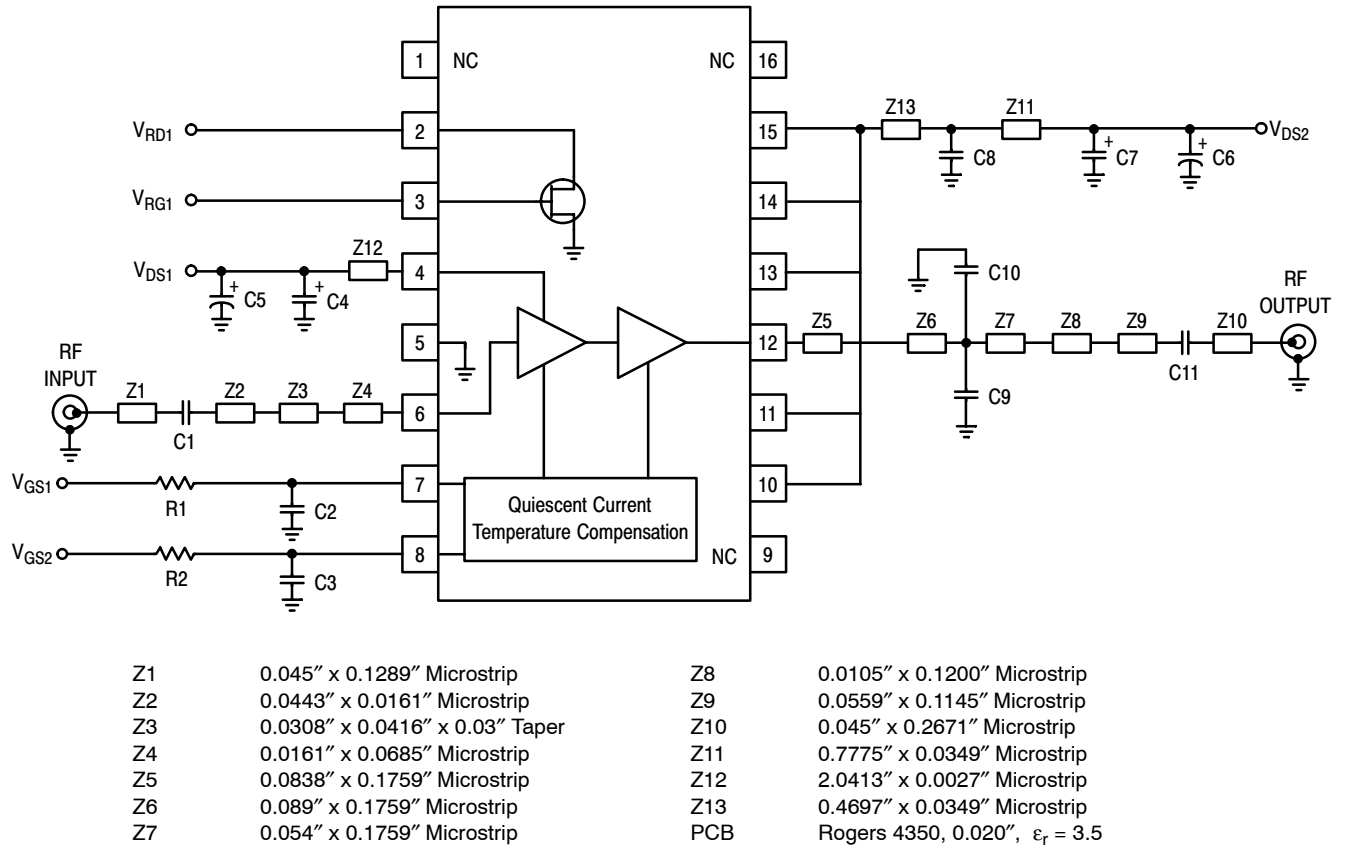 1 NC NC 16
V_RD1 2 15 Z13 Z11 V_DS2
C8 + C7 + C6
V_RG1 3 14
V_DS1 Z12 4 13
+ C5 + C4 C10
5 12 Z5 Z6 Z7 Z8 Z9 Z10 RF OUTPUT
C11
RF INPUT Z1 Z2 Z3 Z4 6 11
C1 C9
V_GS1 7 10
R1 C2
Quiescent Current
Temperature Compensation
V_GS2 8 NC 9
R2 C3
Z1 0.045″ x 0.1289″ Microstrip
Z2 0.0443″ x 0.0161″ Microstrip
Z3 0.0308″ x 0.0416″ x 0.03″ Taper
Z4 0.0161″ x 0.0685″ Microstrip
Z5 0.0838″ x 0.1759″ Microstrip
Z6 0.089″ x 0.1759″ Microstrip
Z7 0.054″ x 0.1759″ Microstrip
Z8 0.0105″ x 0.1200″ Microstrip
Z9 0.0559″ x 0.1145″ Microstrip
Z10 0.045″ x 0.2671″ Microstrip
Z11 0.7775″ x 0.0349″ Microstrip
Z12 2.0413″ x 0.0027″ Microstrip
Z13 0.4697″ x 0.0349″ Microstrip
PCB Rogers 4350, 0.020″, εr = 3.5